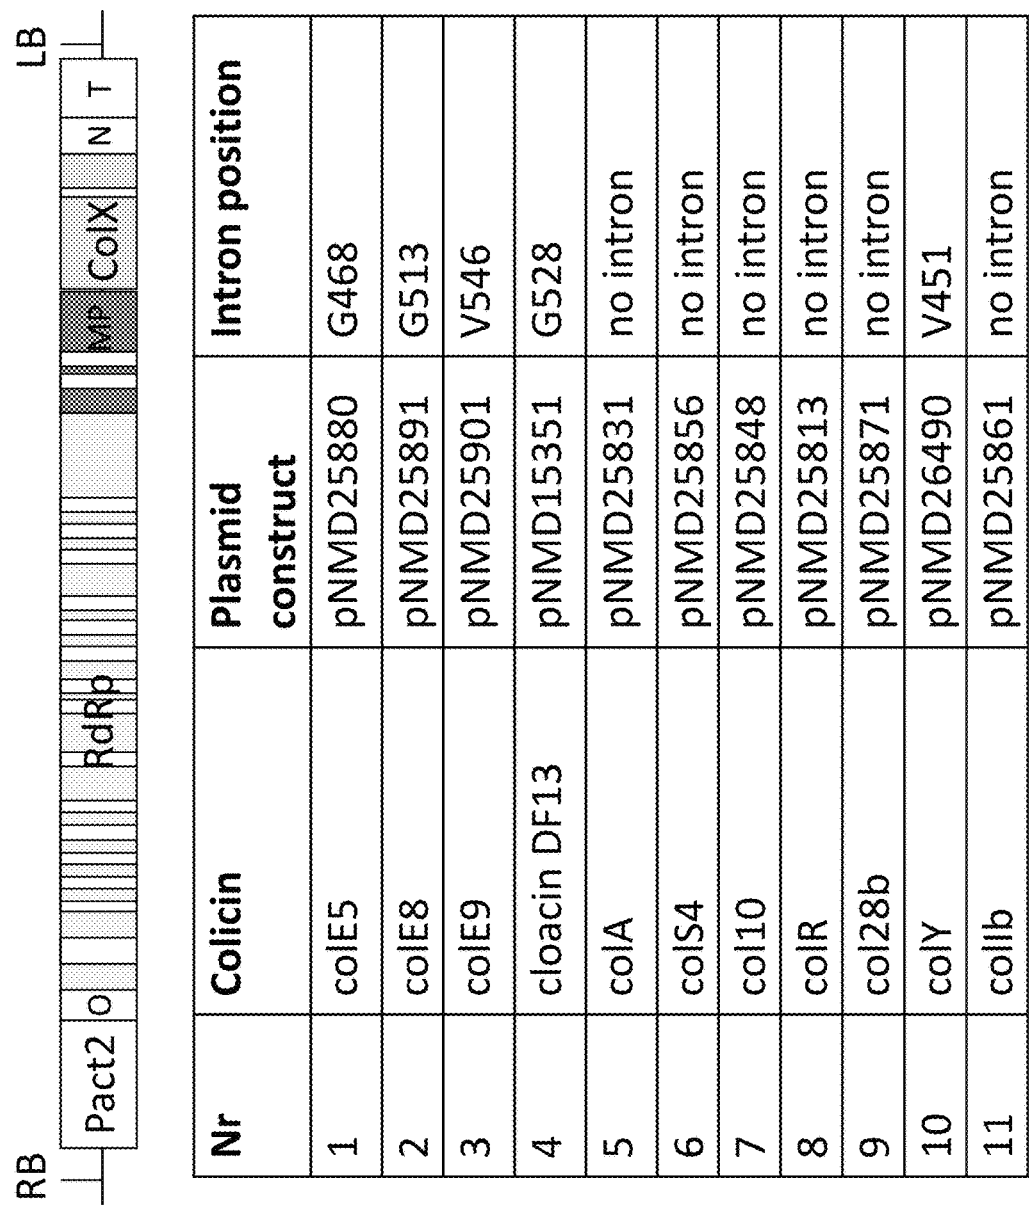 RB LB
Pact2 O RdRp MP ColX N T
Nr Colicin Plasmid construct Intron position
1 colE5 pNMD25880 G468
2 colE8 pNMD25891 G513
3 colE9 pNMD25901 V546
4 cloacin DF13 pNMD15351 G528
5 colA pNMD25831 no intron
6 colS4 pNMD25856 no intron
7 col10 pNMD25848 no intron
8 colR pNMD25813 no intron
9 col28b pNMD25871 no intron
10 colY pNMD26490 V451
11 colIb pNMD25861 no intron